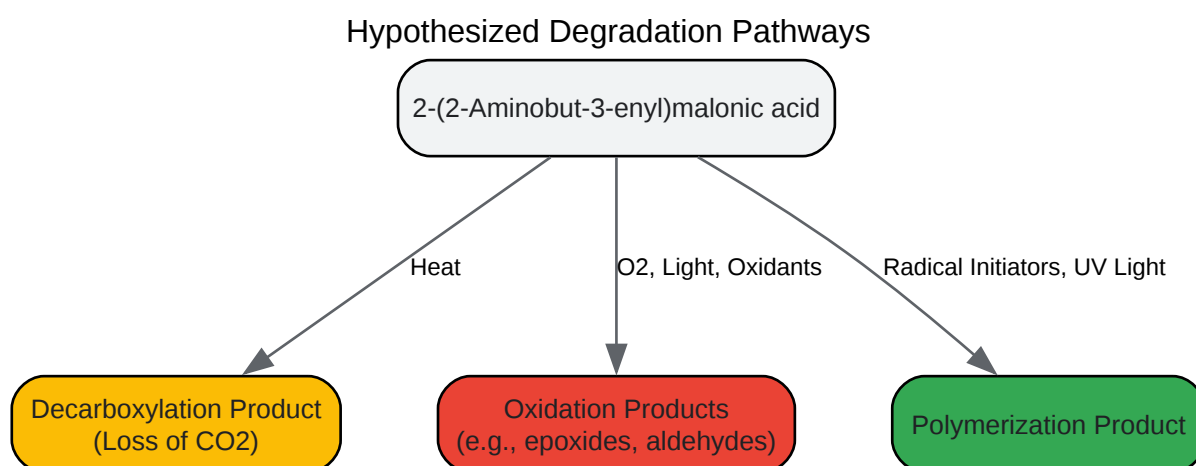 Hypothesized Degradation Pathways
2-(2-Aminobut-3-enyl)malonic acid
Heat
O2, Light, Oxidants
Radical Initiators, UV Light
Decarboxylation Product
(Loss of CO2)
Oxidation Products
(e.g., epoxides, aldehydes)
Polymerization Product